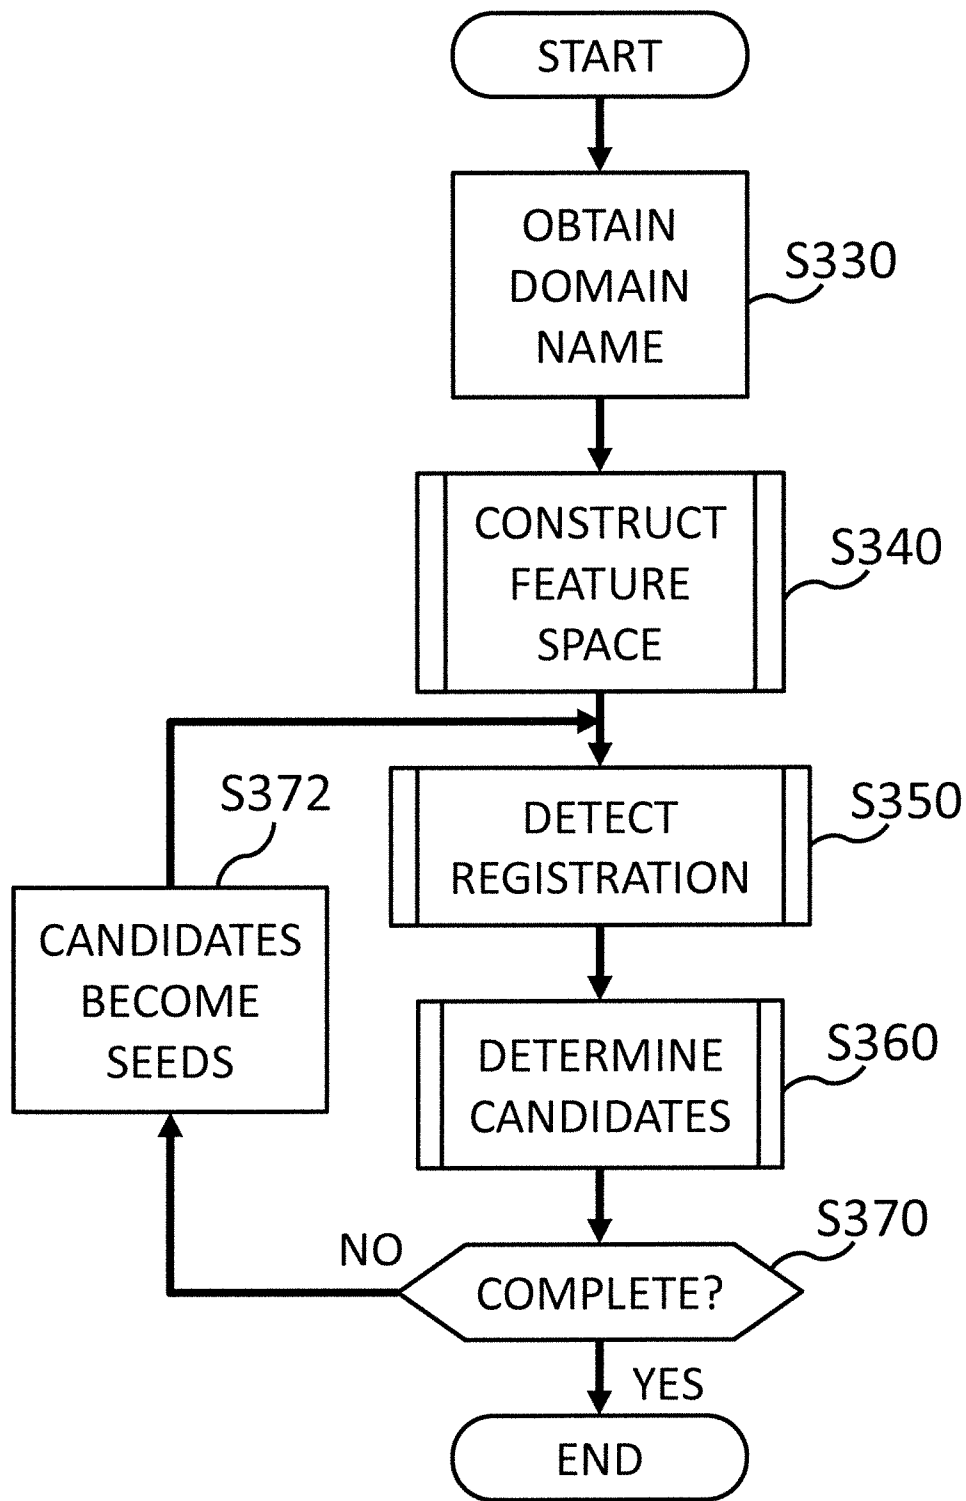 START
OBTAIN
DOMAIN
NAME
S330
CONSTRUCT
FEATURE
SPACE
S340
DETECT
REGISTRATION
S350
S372
CANDIDATES
BECOME
SEEDS
DETERMINE
CANDIDATES
S360
COMPLETE?
S370
NO
YES
END